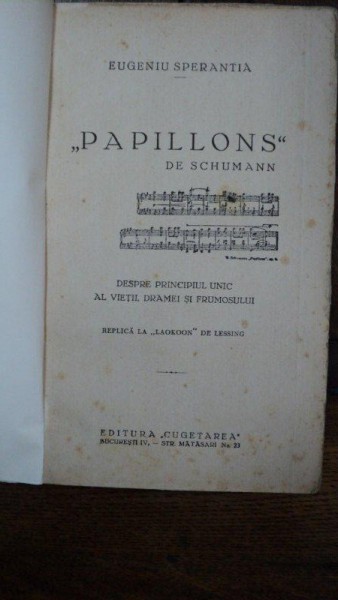 EUGENIU SPERANTIA
„PAPILLONS“
DE SCHUMANN
DESPRE PRINCIPIUL UNIC
AL VIEȚII, DRAMEI ȘI FRUMOSULUI
REPLICĂ LA „LAOKOON" DE LESSING
EDITURA „CUGETAREA"
BUCUREȘTI IV. — STR. MĂTĂSARI No 23